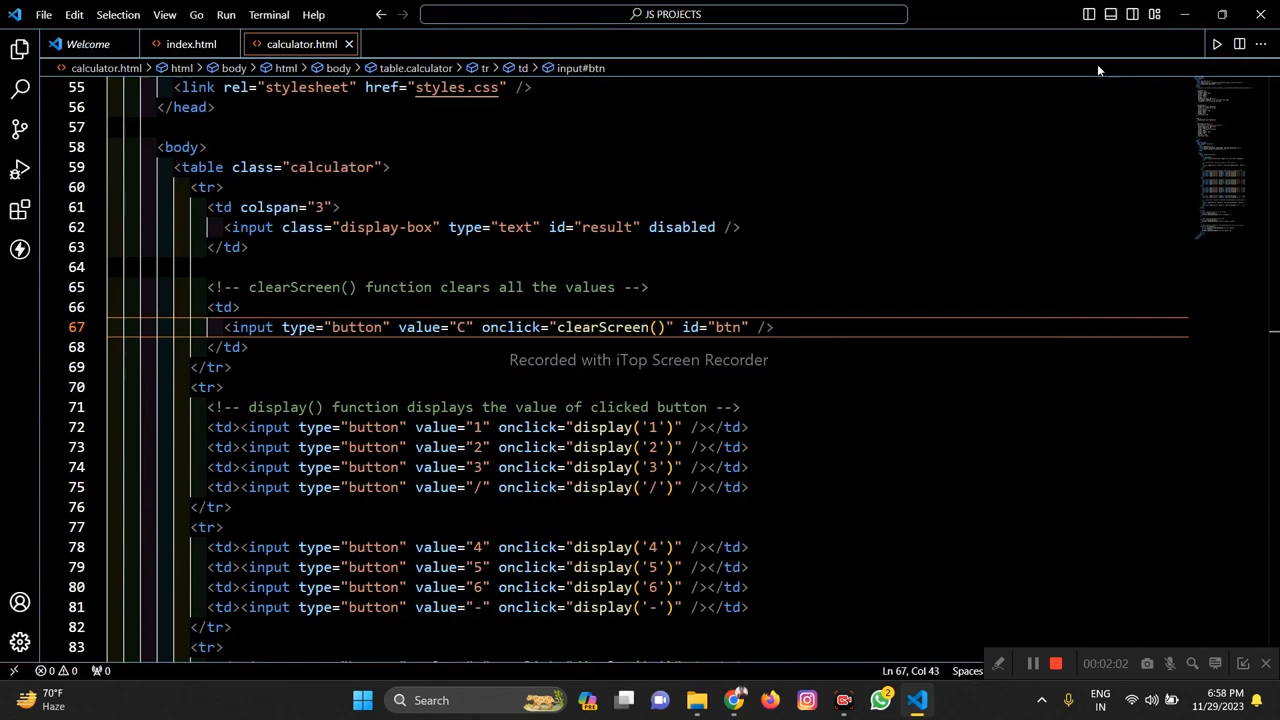 File Edit Selection View Go Run Terminal Help JS PROJECTS
Welcome index.html calculator.html
calculator.html > html > body > html > body > table.calculator > tr > td > input#btn
55 <link rel="stylesheet" href="styles.css" />
56 </head>
57
58 <body>
59 <table class="calculator">
60 <tr>
61 <td colspan="3">
62 <input class="display-box" type="text" id="result" disabled />
63 </td>
64
65 <!-- clearScreen() function clears all the values -->
66 <td>
67 <input type="button" value="C" onclick="clearScreen()" id="btn" />
68 </td>
Recorded with iTop Screen Recorder
69 </tr>
70 <tr>
71 <!-- display() function displays the value of clicked button -->
72 <td><input type="button" value="1" onclick="display('1')" /></td>
73 <td><input type="button" value="2" onclick="display('2')" /></td>
74 <td><input type="button" value="3" onclick="display('3')" /></td>
75 <td><input type="button" value="/" onclick="display('/')" /></td>
76 </tr>
77 <tr>
78 <td><input type="button" value="4" onclick="display('4')" /></td>
79 <td><input type="button" value="5" onclick="display('5')" /></td>
80 <td><input type="button" value="6" onclick="display('6')" /></td>
81 <td><input type="button" value="-" onclick="display('-')" /></td>
82 </tr>
83 <tr>
0 0 0 Ln 67, Col 43 Spaces 00:02:02
70°F
Haze
Search
PRE
2
ENG
IN
6:58 PM
11/29/2023